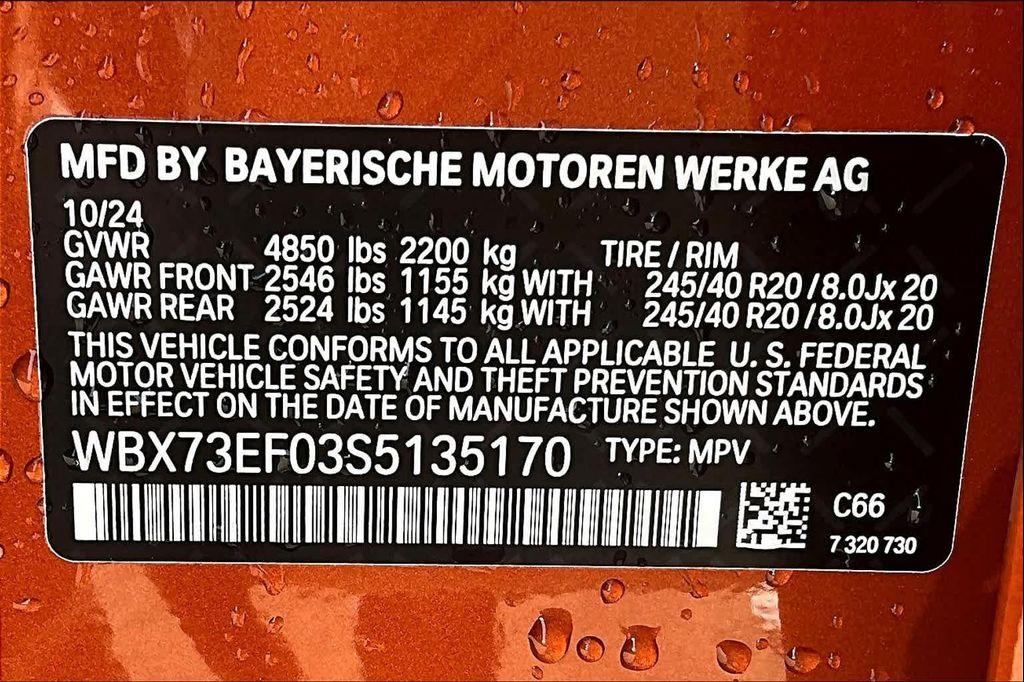 MFD BY BAYERISCHE MOTOREN WERKE AG
10/24
GVWR 4850 lbs 2200 kg TIRE / RIM
GAWR FRONT 2546 lbs 1155 kg WITH 245/40 R20 / 8.0Jx 20
GAWR REAR 2524 lbs 1145 kg WITH 245/40 R20 / 8.0Jx 20
THIS VEHICLE CONFORMS TO ALL APPLICABLE U. S. FEDERAL
MOTOR VEHICLE SAFETY AND THEFT PREVENTION STANDARDS
IN EFFECT ON THE DATE OF MANUFACTURE SHOWN ABOVE.
WBX73EF03S5135170 TYPE: MPV
C66
7 320 730